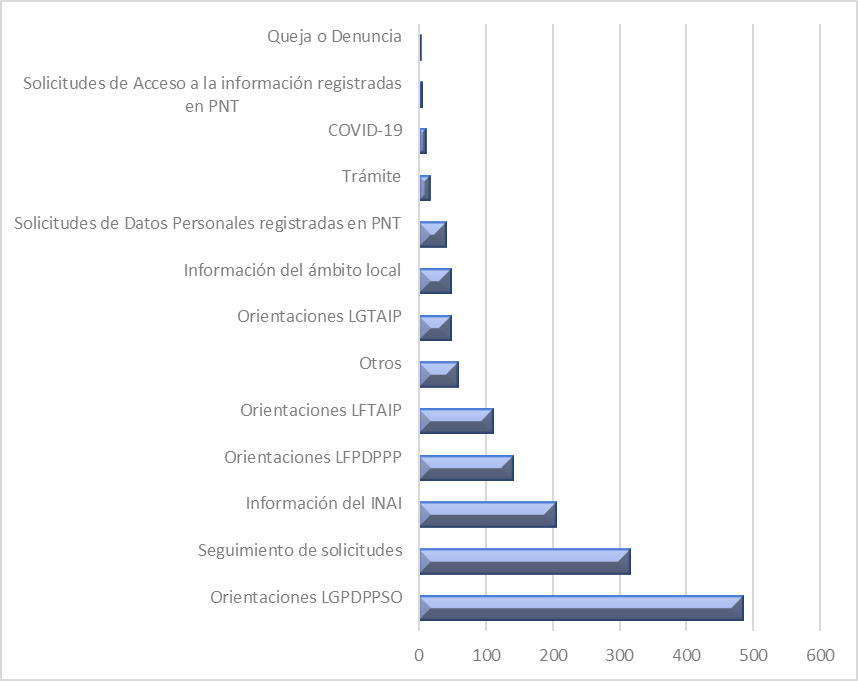 Queja o Denuncia
Solicitudes de Acceso a la información registradas
en PNT
COVID-19
Trámite
Solicitudes de Datos Personales registradas en PNT
Información del ámbito local
Orientaciones LGTAIP
Otros
Orientaciones LFTAIP
Orientaciones LFPDPPP
Información del INAI
Seguimiento de solicitudes
Orientaciones LGPDPPSO
0 100 200 300 400 500 600